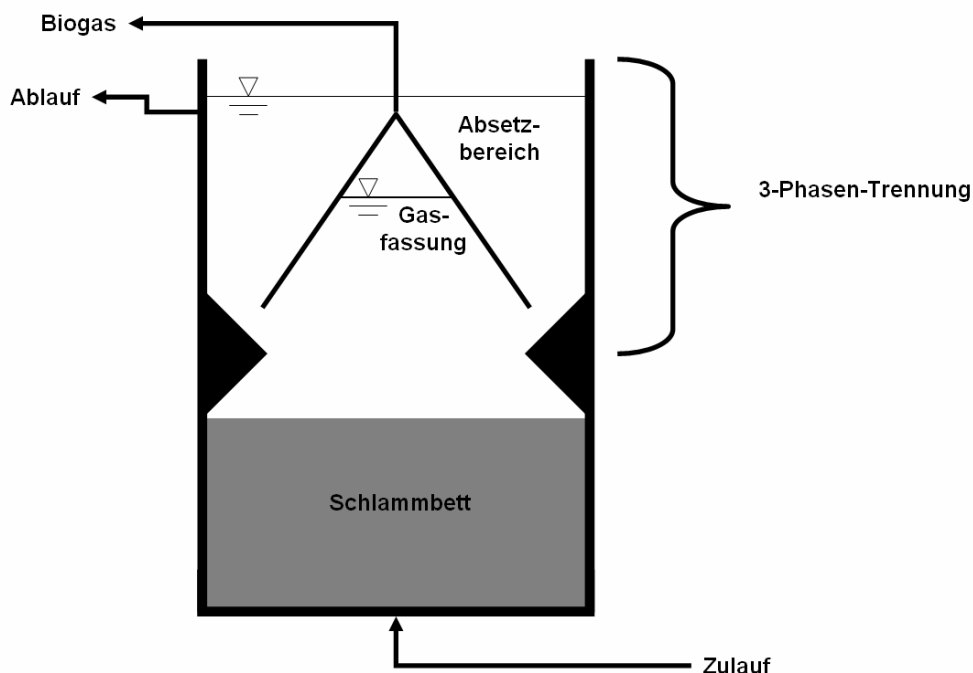 Biogas
Ablauf
Absetz-
bereich
3-Phasen-Trennung
Gas-
fassung
Schlammbett
Zulauf